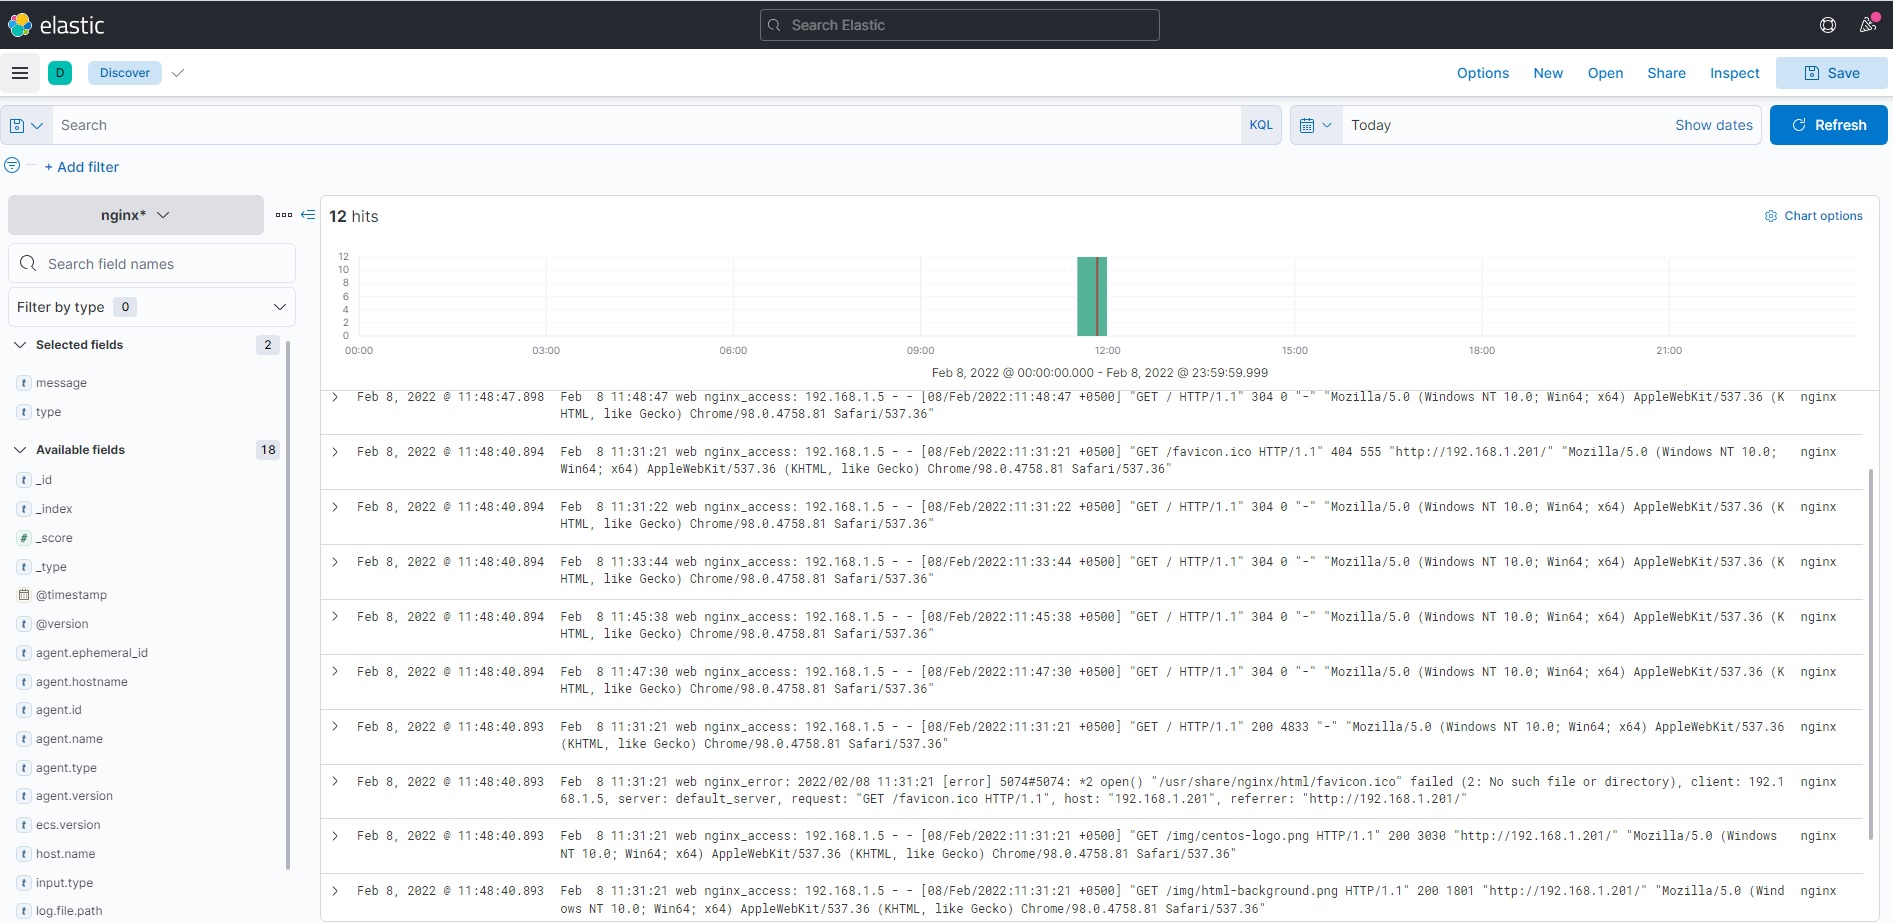 elastic
Search Elastic
D
Discover
Options New Open Share Inspect Save
Search
KQL
Today
Show dates
Refresh
+ Add filter
nginx*
Search field names
Filter by type 0
Selected fields 2
t message
t type
Available fields 18
t _id
t _index
# _score
t _type
@timestamp
t @version
t agent.ephemeral_id
t agent.hostname
t agent.id
t agent.name
t agent.type
t agent.version
t ecs.version
t host.name
t input.type
t log.file.path
12 hits
Chart options
12
10
8
6
4
2
0
00:00 03:00 06:00 09:00 12:00 15:00 18:00 21:00
Feb 8, 2022 @ 00:00:00.000 - Feb 8, 2022 @ 23:59:59.999
Feb 8, 2022 @ 11:48:47.898 Feb  8 11:48:47 web nginx_access: 192.168.1.5 - - [08/Feb/2022:11:48:47 +0500] "GET / HTTP/1.1" 304 0 "-" "Mozilla/5.0 (Windows NT 10.0; Win64; x64) AppleWebKit/537.36 (K nginx
HTML, like Gecko) Chrome/98.0.4758.81 Safari/537.36"
Feb 8, 2022 @ 11:48:40.894 Feb  8 11:31:21 web nginx_access: 192.168.1.5 - - [08/Feb/2022:11:31:21 +0500] "GET /favicon.ico HTTP/1.1" 404 555 "http://192.168.1.201/" "Mozilla/5.0 (Windows NT 10.0; nginx
Win64; x64) AppleWebKit/537.36 (KHTML, like Gecko) Chrome/98.0.4758.81 Safari/537.36"
Feb 8, 2022 @ 11:48:40.894 Feb  8 11:31:22 web nginx_access: 192.168.1.5 - - [08/Feb/2022:11:31:22 +0500] "GET / HTTP/1.1" 304 0 "-" "Mozilla/5.0 (Windows NT 10.0; Win64; x64) AppleWebKit/537.36 (K nginx
HTML, like Gecko) Chrome/98.0.4758.81 Safari/537.36"
Feb 8, 2022 @ 11:48:40.894 Feb  8 11:33:44 web nginx_access: 192.168.1.5 - - [08/Feb/2022:11:33:44 +0500] "GET / HTTP/1.1" 304 0 "-" "Mozilla/5.0 (Windows NT 10.0; Win64; x64) AppleWebKit/537.36 (K nginx
HTML, like Gecko) Chrome/98.0.4758.81 Safari/537.36"
Feb 8, 2022 @ 11:48:40.894 Feb  8 11:45:38 web nginx_access: 192.168.1.5 - - [08/Feb/2022:11:45:38 +0500] "GET / HTTP/1.1" 304 0 "-" "Mozilla/5.0 (Windows NT 10.0; Win64; x64) AppleWebKit/537.36 (K nginx
HTML, like Gecko) Chrome/98.0.4758.81 Safari/537.36"
Feb 8, 2022 @ 11:48:40.894 Feb  8 11:47:30 web nginx_access: 192.168.1.5 - - [08/Feb/2022:11:47:30 +0500] "GET / HTTP/1.1" 304 0 "-" "Mozilla/5.0 (Windows NT 10.0; Win64; x64) AppleWebKit/537.36 (K nginx
HTML, like Gecko) Chrome/98.0.4758.81 Safari/537.36"
Feb 8, 2022 @ 11:48:40.893 Feb  8 11:31:21 web nginx_access: 192.168.1.5 - - [08/Feb/2022:11:31:21 +0500] "GET / HTTP/1.1" 200 4833 "-" "Mozilla/5.0 (Windows NT 10.0; Win64; x64) AppleWebKit/537.36 nginx
(KHTML, like Gecko) Chrome/98.0.4758.81 Safari/537.36"
Feb 8, 2022 @ 11:48:40.893 Feb  8 11:31:21 web nginx_error: 2022/02/08 11:31:21 [error] 5074#5074: *2 open() "/usr/share/nginx/html/favicon.ico" failed (2: No such file or directory), client: 192.1 nginx
68.1.5, server: default_server, request: "GET /favicon.ico HTTP/1.1", host: "192.168.1.201", referrer: "http://192.168.1.201/"
Feb 8, 2022 @ 11:48:40.893 Feb  8 11:31:21 web nginx_access: 192.168.1.5 - - [08/Feb/2022:11:31:21 +0500] "GET /img/centos-logo.png HTTP/1.1" 200 3030 "http://192.168.1.201/" "Mozilla/5.0 (Windows nginx
NT 10.0; Win64; x64) AppleWebKit/537.36 (KHTML, like Gecko) Chrome/98.0.4758.81 Safari/537.36"
Feb 8, 2022 @ 11:48:40.893 Feb  8 11:31:21 web nginx_access: 192.168.1.5 - - [08/Feb/2022:11:31:21 +0500] "GET /img/html-background.png HTTP/1.1" 200 1801 "http://192.168.1.201/" "Mozilla/5.0 (Wind nginx
ows NT 10.0; Win64; x64) AppleWebKit/537.36 (KHTML, like Gecko) Chrome/98.0.4758.81 Safari/537.36"